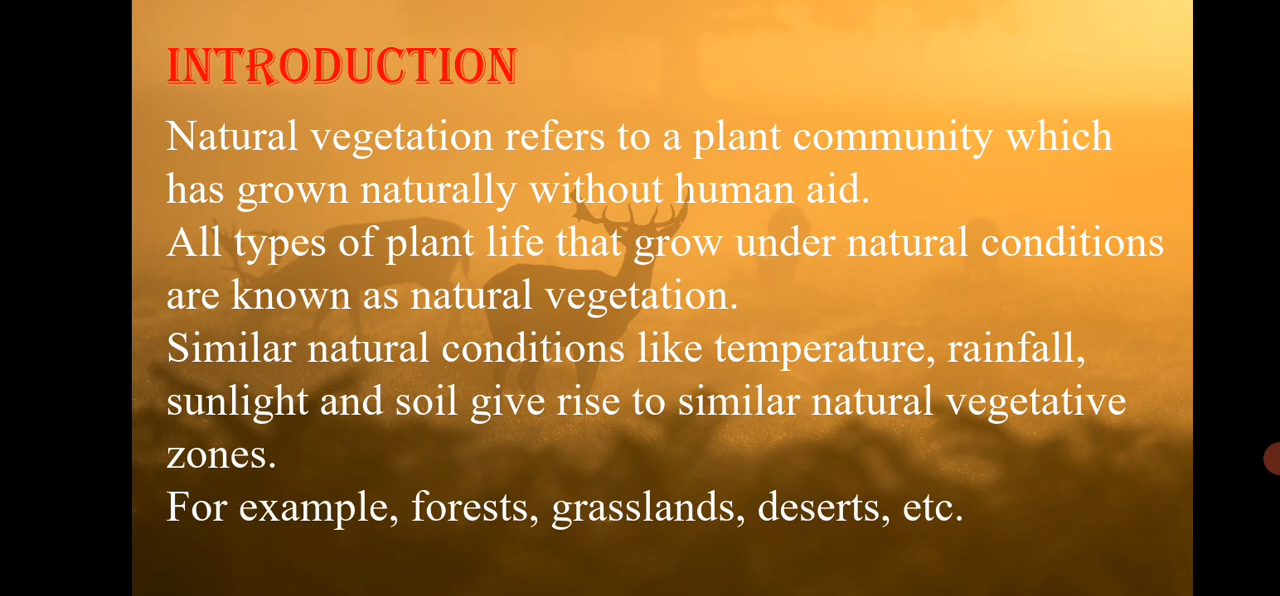 INTRODUCTION
Natural vegetation refers to a plant community which
has grown naturally without human aid.
All types of plant life that grow under natural conditions
are known as natural vegetation.
Similar natural conditions like temperature, rainfall,
sunlight and soil give rise to similar natural vegetative
zones.
For example, forests, grasslands, deserts, etc.